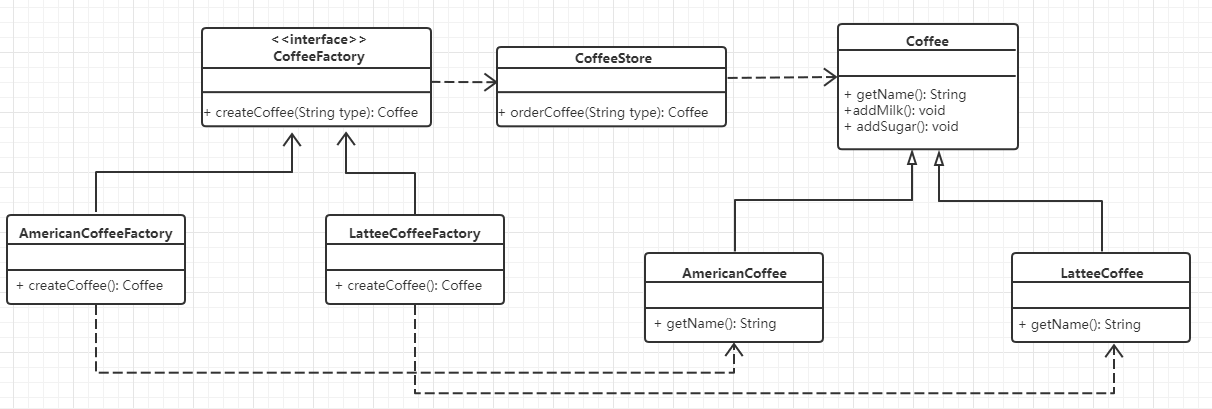 <<interface>>
CoffeeFactory
+ createCoffee(String type): Coffee
CoffeeStore
+ orderCoffee(String type): Coffee
Coffee
+ getName(): String
+addMilk(): void
+ addSugar(): void
AmericanCoffeeFactory
+ createCoffee(): Coffee
LatteeCoffeeFactory
+ createCoffee(): Coffee
AmericanCoffee
+ getName(): String
LatteeCoffee
+ getName(): String